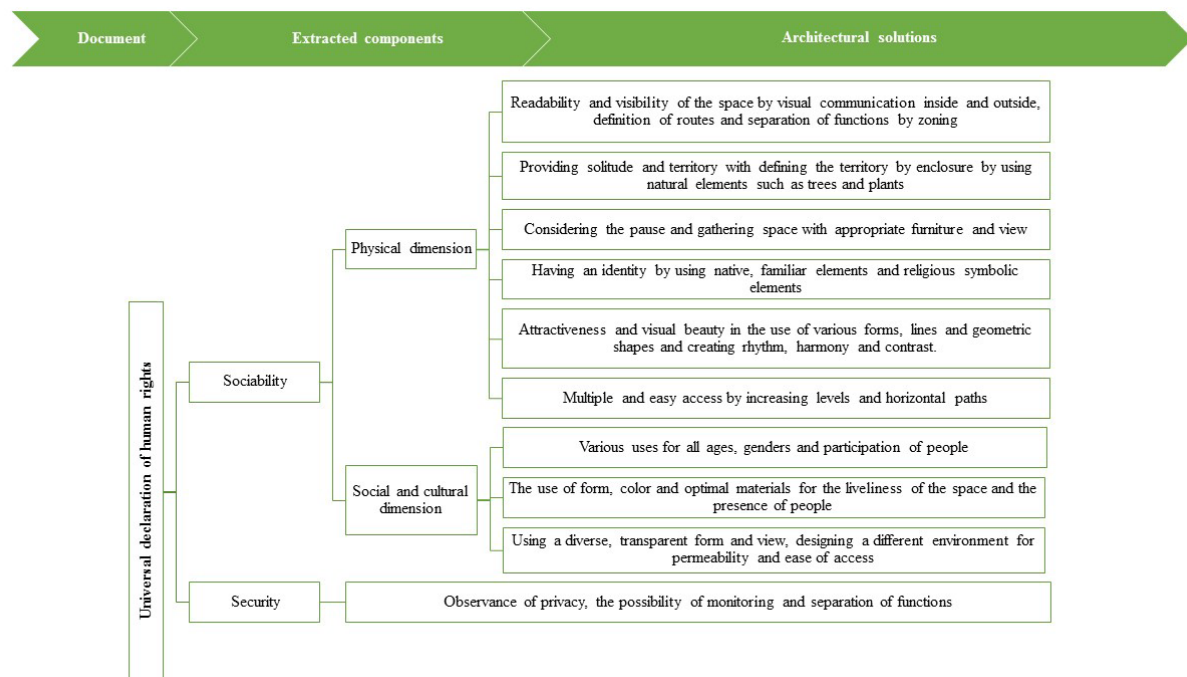 Document
Extracted components
Architectural solutions
Universal declaration of human rights
Sociability
Physical dimension
Readability and visibility of the space by visual communication inside and outside,
definition of routes and separation of functions by zoning
Providing solitude and territory with defining the territory by enclosure by using
natural elements such as trees and plants
Considering the pause and gathering space with appropriate furniture and view
Having an identity by using native, familiar elements and religious symbolic
elements
Attractiveness and visual beauty in the use of various forms, lines and geometric
shapes and creating rhythm, harmony and contrast.
Multiple and easy access by increasing levels and horizontal paths
Social and cultural
dimension
Various uses for all ages, genders and participation of people
The use of form, color and optimal materials for the liveliness of the space and the
presence of people
Using a diverse, transparent form and view, designing a different environment for
permeability and ease of access
Security
Observance of privacy, the possibility of monitoring and separation of functions